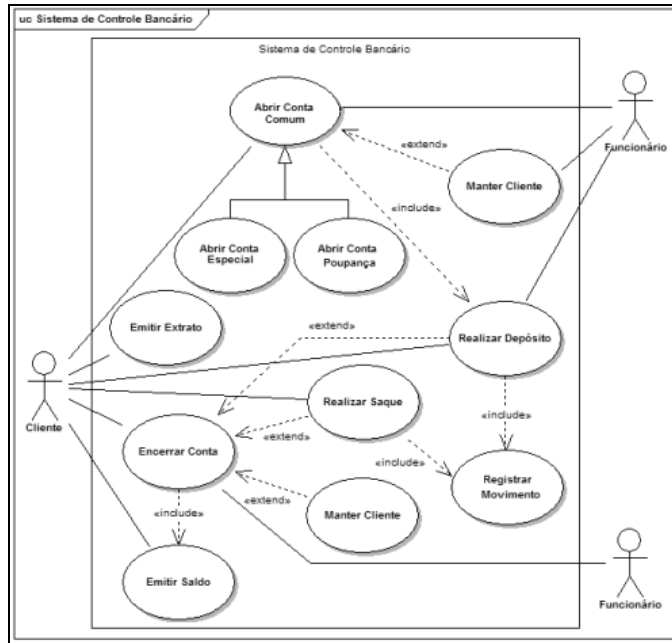 uc Sistema de Controle Bancário
Sistema de Controle Bancário
Abrir Conta
Comum
Funcionário
«extend»
Manter Cliente
«include»
Abrir Conta
Especial
Abrir Conta
Poupança
Emitir Extrato
«extend»
Realizar Depósito
Cliente
Realizar Saque
«extend»
«include»
«include»
Encerrar Conta
Registrar
Movimento
«include»
«extend»
Manter Cliente
Emitir Saldo
Funcionário